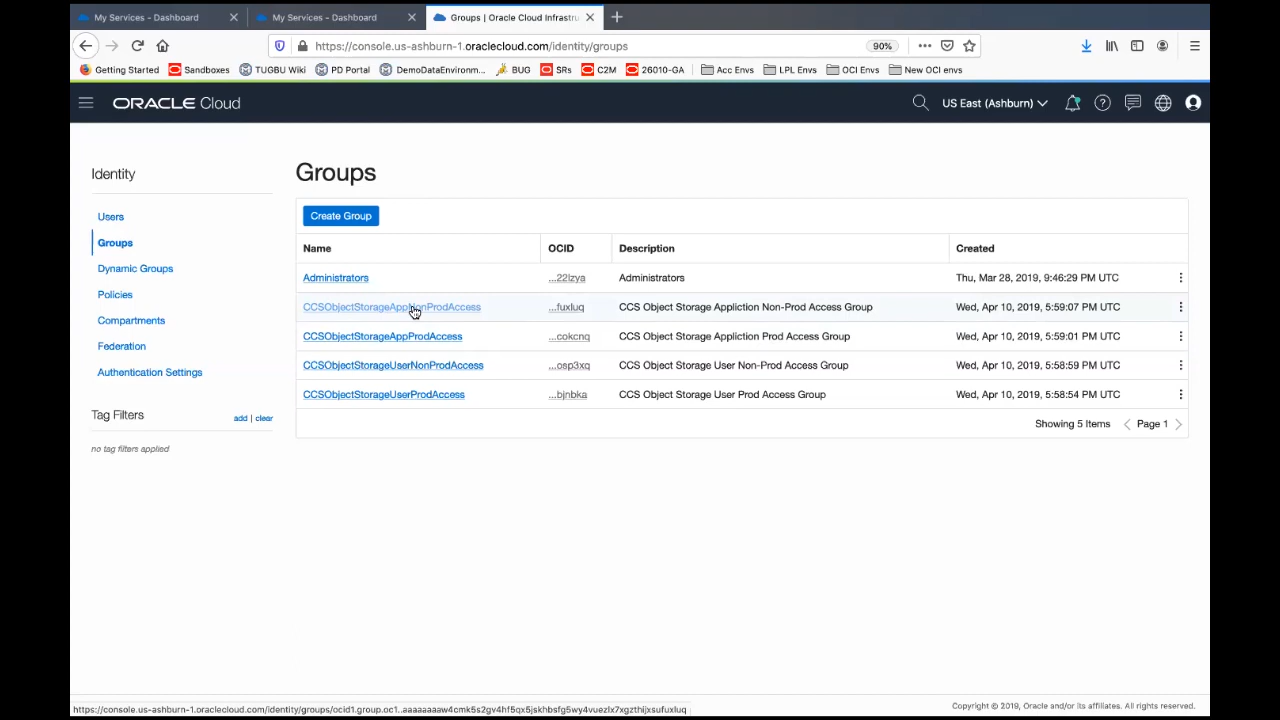 My Services - Dashboard
My Services - Dashboard
Groups | Oracle Cloud Infrastru
https://console.us-ashburn-1.oraclecloud.com/identity/groups
90%
Getting Started
Sandboxes
TUGBU Wiki
PD Portal
DemoDataEnvironm...
BUG
SRs
C2M
26010-GA
Acc Envs
LPL Envs
OCI Envs
New OCI envs
ORACLE Cloud
US East (Ashburn)
Identity
Users
Groups
Dynamic Groups
Policies
Compartments
Federation
Authentication Settings
Tag Filters
add | clear
no tag filters applied
Groups
Create Group
Name OCID Description Created
Administrators ...22lzya Administrators Thu, Mar 28, 2019, 9:46:29 PM UTC
CCSObjectStorageAppNonProdAccess ...fuxluq CCS Object Storage Appliction Non-Prod Access Group Wed, Apr 10, 2019, 5:59:07 PM UTC
CCSObjectStorageAppProdAccess ...cokcnq CCS Object Storage Appliction Prod Access Group Wed, Apr 10, 2019, 5:59:01 PM UTC
CCSObjectStorageUserNonProdAccess ...osp3xq CCS Object Storage User Non-Prod Access Group Wed, Apr 10, 2019, 5:58:59 PM UTC
CCSObjectStorageUserProdAccess ...bjnbka CCS Object Storage User Prod Access Group Wed, Apr 10, 2019, 5:58:54 PM UTC
Showing 5 Items
Page 1
https://console.us-ashburn-1.oraclecloud.com/identity/groups/ocid1.group.oc1..aaaaaaaaw4cmk5s2gv4hf5qx5jskhbsfg5wy4vuezlx7xgzthijxsufuxluq
Copyright © 2019, Oracle and/or its affiliates. All rights reserved.